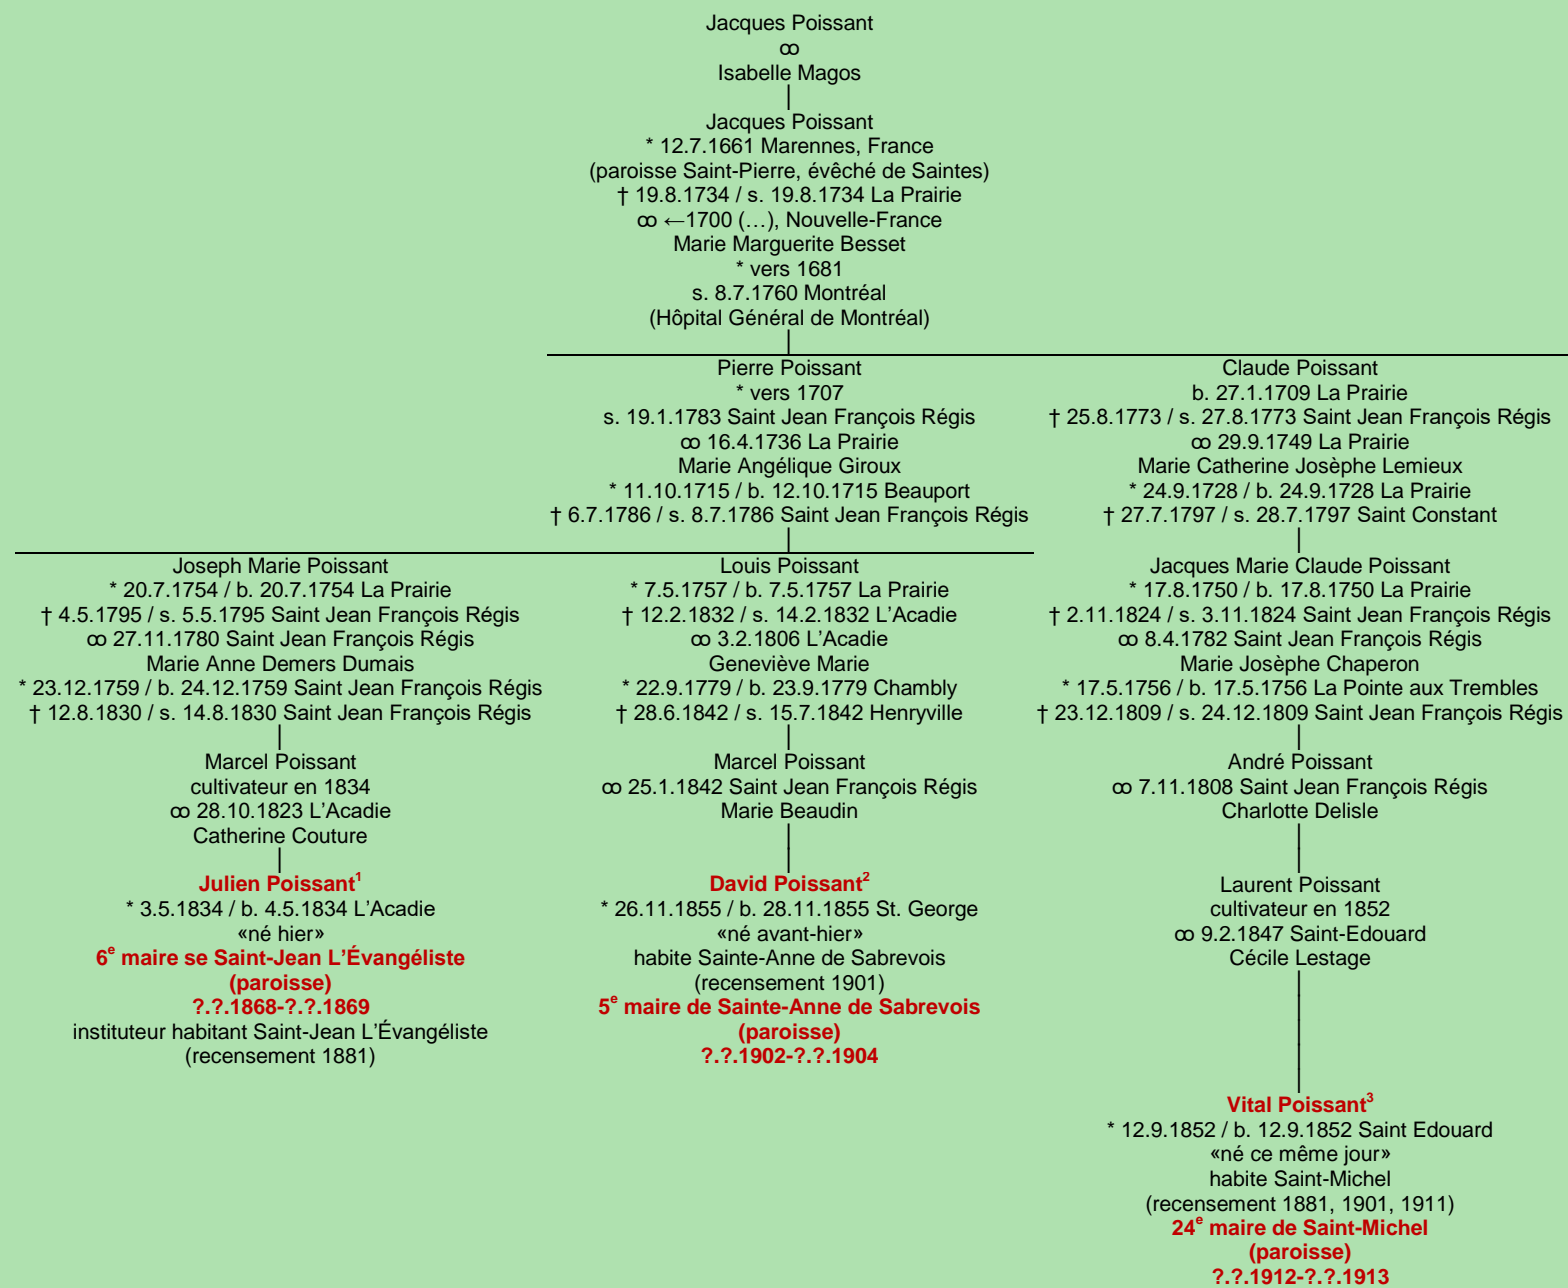 Jacques Poissant
ꝏ
Isabelle Magos
Jacques Poissant
* 12.7.1661 Marennes, France
(paroisse Saint-Pierre, évêché de Saintes)
† 19.8.1734 / s. 19.8.1734 La Prairie
ꝏ ←1700 (…), Nouvelle-France
Marie Marguerite Besset
* vers 1681
s. 8.7.1760 Montréal
(Hôpital Général de Montréal)
Pierre Poissant
* vers 1707
s. 19.1.1783 Saint Jean François Régis
ꝏ 16.4.1736 La Prairie
Marie Angélique Giroux
* 11.10.1715 / b. 12.10.1715 Beauport
† 6.7.1786 / s. 8.7.1786 Saint Jean François Régis
Claude Poissant
b. 27.1.1709 La Prairie
† 25.8.1773 / s. 27.8.1773 Saint Jean François Régis
ꝏ 29.9.1749 La Prairie
Marie Catherine Josèphe Lemieux
* 24.9.1728 / b. 24.9.1728 La Prairie
† 27.7.1797 / s. 28.7.1797 Saint Constant
Joseph Marie Poissant
* 20.7.1754 / b. 20.7.1754 La Prairie
† 4.5.1795 / s. 5.5.1795 Saint Jean François Régis
ꝏ 27.11.1780 Saint Jean François Régis
Marie Anne Demers Dumais
* 23.12.1759 / b. 24.12.1759 Saint Jean François Régis
† 12.8.1830 / s. 14.8.1830 Saint Jean François Régis
Louis Poissant
* 7.5.1757 / b. 7.5.1757 La Prairie
† 12.2.1832 / s. 14.2.1832 L'Acadie
ꝏ 3.2.1806 L'Acadie
Geneviève Marie
* 22.9.1779 / b. 23.9.1779 Chambly
† 28.6.1842 / s. 15.7.1842 Henryville
Jacques Marie Claude Poissant
* 17.8.1750 / b. 17.8.1750 La Prairie
† 2.11.1824 / s. 3.11.1824 Saint Jean François Régis
ꝏ 8.4.1782 Saint Jean François Régis
Marie Josèphe Chaperon
* 17.5.1756 / b. 17.5.1756 La Pointe aux Trembles
† 23.12.1809 / s. 24.12.1809 Saint Jean François Régis
Marcel Poissant
cultivateur en 1834
ꝏ 28.10.1823 L'Acadie
Catherine Couture
Marcel Poissant
ꝏ 25.1.1842 Saint Jean François Régis
Marie Beaudin
André Poissant
ꝏ 7.11.1808 Saint Jean François Régis
Charlotte Delisle
Julien Poissant¹
* 3.5.1834 / b. 4.5.1834 L'Acadie
«né hier»
6ᵉ maire se Saint-Jean L'Évangéliste
(paroisse)
?.?.1868-?.?.1869
instituteur habitant Saint-Jean L'Évangéliste
(recensement 1881)
David Poissant²
* 26.11.1855 / b. 28.11.1855 St. George
«né avant-hier»
habite Sainte-Anne de Sabrevois
(recensement 1901)
5ᵉ maire de Sainte-Anne de Sabrevois
(paroisse)
?.?.1902-?.?.1904
Laurent Poissant
cultivateur en 1852
ꝏ 9.2.1847 Saint-Edouard
Cécile Lestage
Vital Poissant³
* 12.9.1852 / b. 12.9.1852 Saint Edouard
«né ce même jour»
habite Saint-Michel
(recensement 1881, 1901, 1911)
24ᵉ maire de Saint-Michel
(paroisse)
?.?.1912-?.?.1913